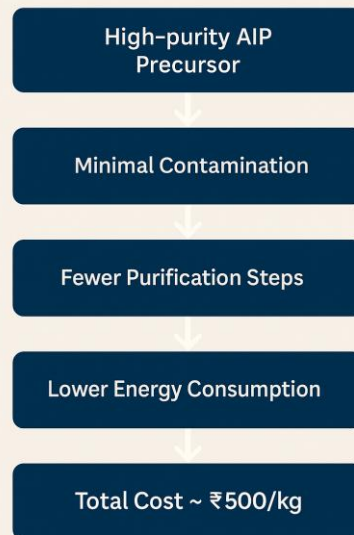 High-purity AIP
Precursor
Minimal Contamination
Fewer Purification Steps
Lower Energy Consumption
Total Cost ~ ₹500/kg